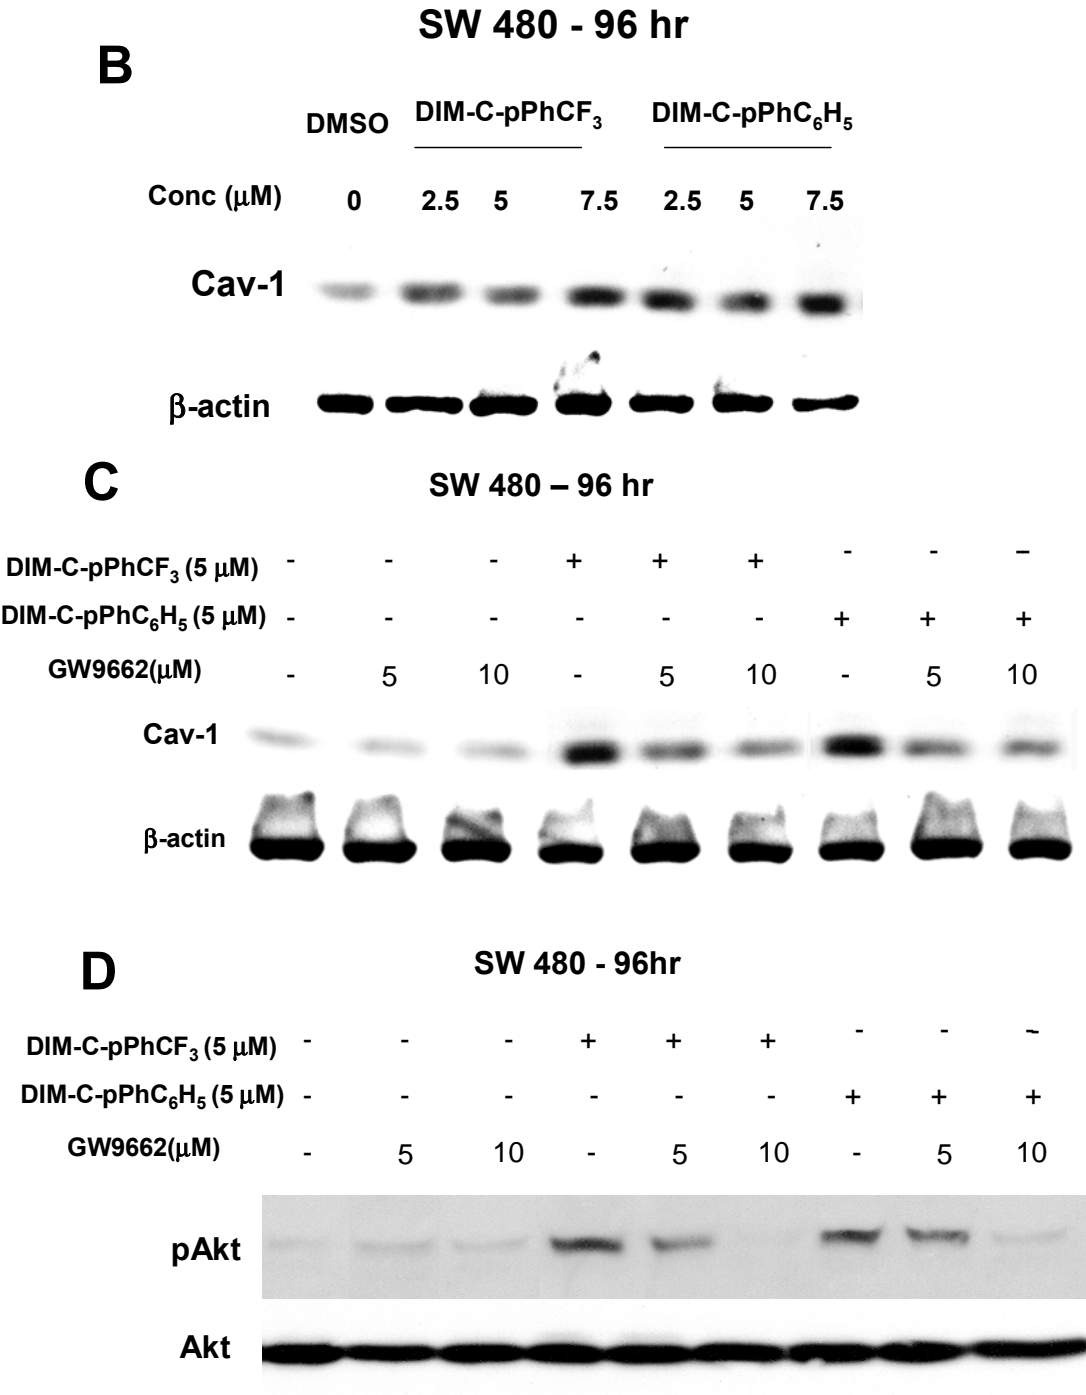 SW 480 - 96 hr
B
DMSO DIM-C-pPhCF₃ DIM-C-pPhC₆H₅
Conc (μM) 0 2.5 5 7.5 2.5 5 7.5
Cav-1
β-actin
C
SW 480 – 96 hr
DIM-C-pPhCF₃ (5 μM) - - - + + + - - –
DIM-C-pPhC₆H₅ (5 μM) - - - - - - + + +
GW9662(μM) - 5 10 - 5 10 - 5 10
Cav-1
β-actin
D
SW 480 - 96hr
DIM-C-pPhCF₃ (5 μM) - - - + + + - - –
DIM-C-pPhC₆H₅ (5 μM) - - - - - - + + +
GW9662(μM) - 5 10 - 5 10 - 5 10
pAkt
Akt